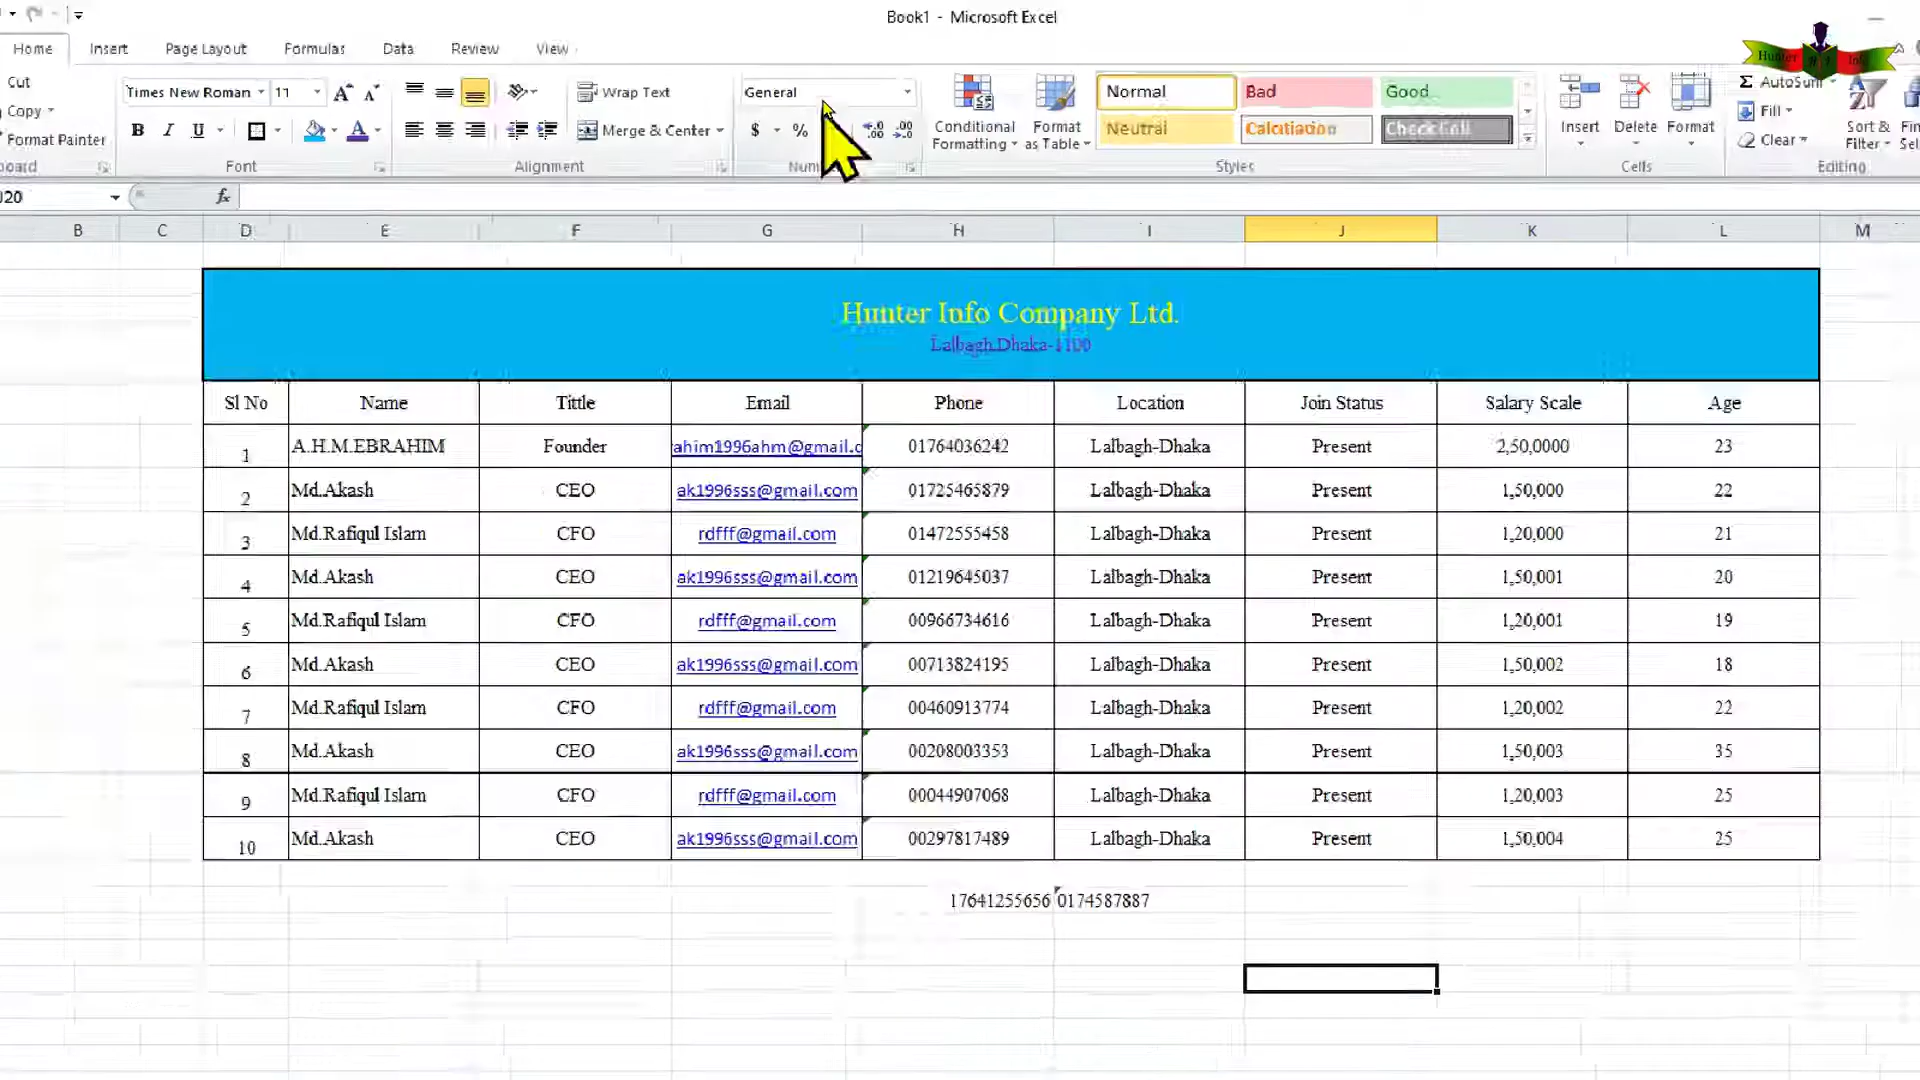 Book1 - Microsoft Excel
Home Insert Page Layout Formulas Data Review View
Hunter Info
Cut
Copy
Format Painter
Times New Roman 11
B I U
Wrap Text
Merge & Center
General
$ %
Conditional Formatting
Format as Table
Normal Bad Good
Neutral Calculation Check Cell
Insert Delete Format
Σ AutoSum
Fill
Clear
Sort & Filter
Font Alignment Styles Cells Editing
fx
B C D E F G H I J K L M
Hunter Info Company Ltd.
Lalbagh,Dhaka-1100
Sl No Name Tittle Email Phone Location Join Status Salary Scale Age
1 A.H.M.EBRAHIM Founder rahim1996ahm@gmail.c 01764036242 Lalbagh-Dhaka Present 2,50,0000 23
2 Md.Akash CEO ak1996sss@gmail.com 01725465879 Lalbagh-Dhaka Present 1,50,000 22
3 Md.Rafiqul Islam CFO rdfff@gmail.com 01472555458 Lalbagh-Dhaka Present 1,20,000 21
4 Md.Akash CEO ak1996sss@gmail.com 01219645037 Lalbagh-Dhaka Present 1,50,001 20
5 Md.Rafiqul Islam CFO rdfff@gmail.com 00966734616 Lalbagh-Dhaka Present 1,20,001 19
6 Md.Akash CEO ak1996sss@gmail.com 00713824195 Lalbagh-Dhaka Present 1,50,002 18
7 Md.Rafiqul Islam CFO rdfff@gmail.com 00460913774 Lalbagh-Dhaka Present 1,20,002 22
8 Md.Akash CEO ak1996sss@gmail.com 00208003353 Lalbagh-Dhaka Present 1,50,003 35
9 Md.Rafiqul Islam CFO rdfff@gmail.com 00044907068 Lalbagh-Dhaka Present 1,20,003 25
10 Md.Akash CEO ak1996sss@gmail.com 00297817489 Lalbagh-Dhaka Present 1,50,004 25
17641255656 0174587887